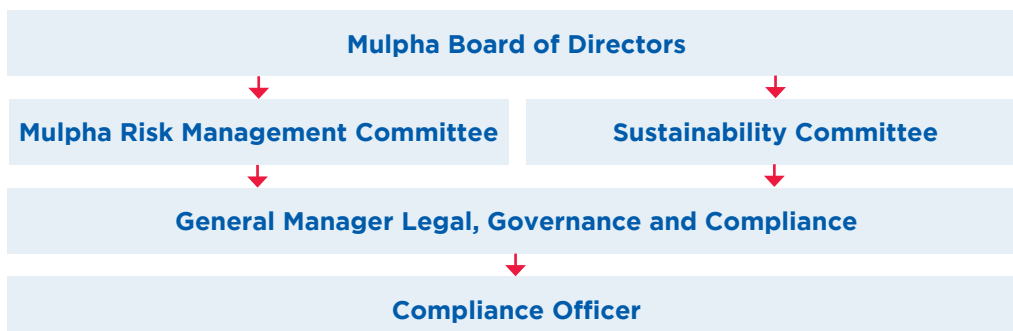 Mulpha Board of Directors
Mulpha Risk Management Committee
Sustainability Committee
General Manager Legal, Governance and Compliance
Compliance Officer